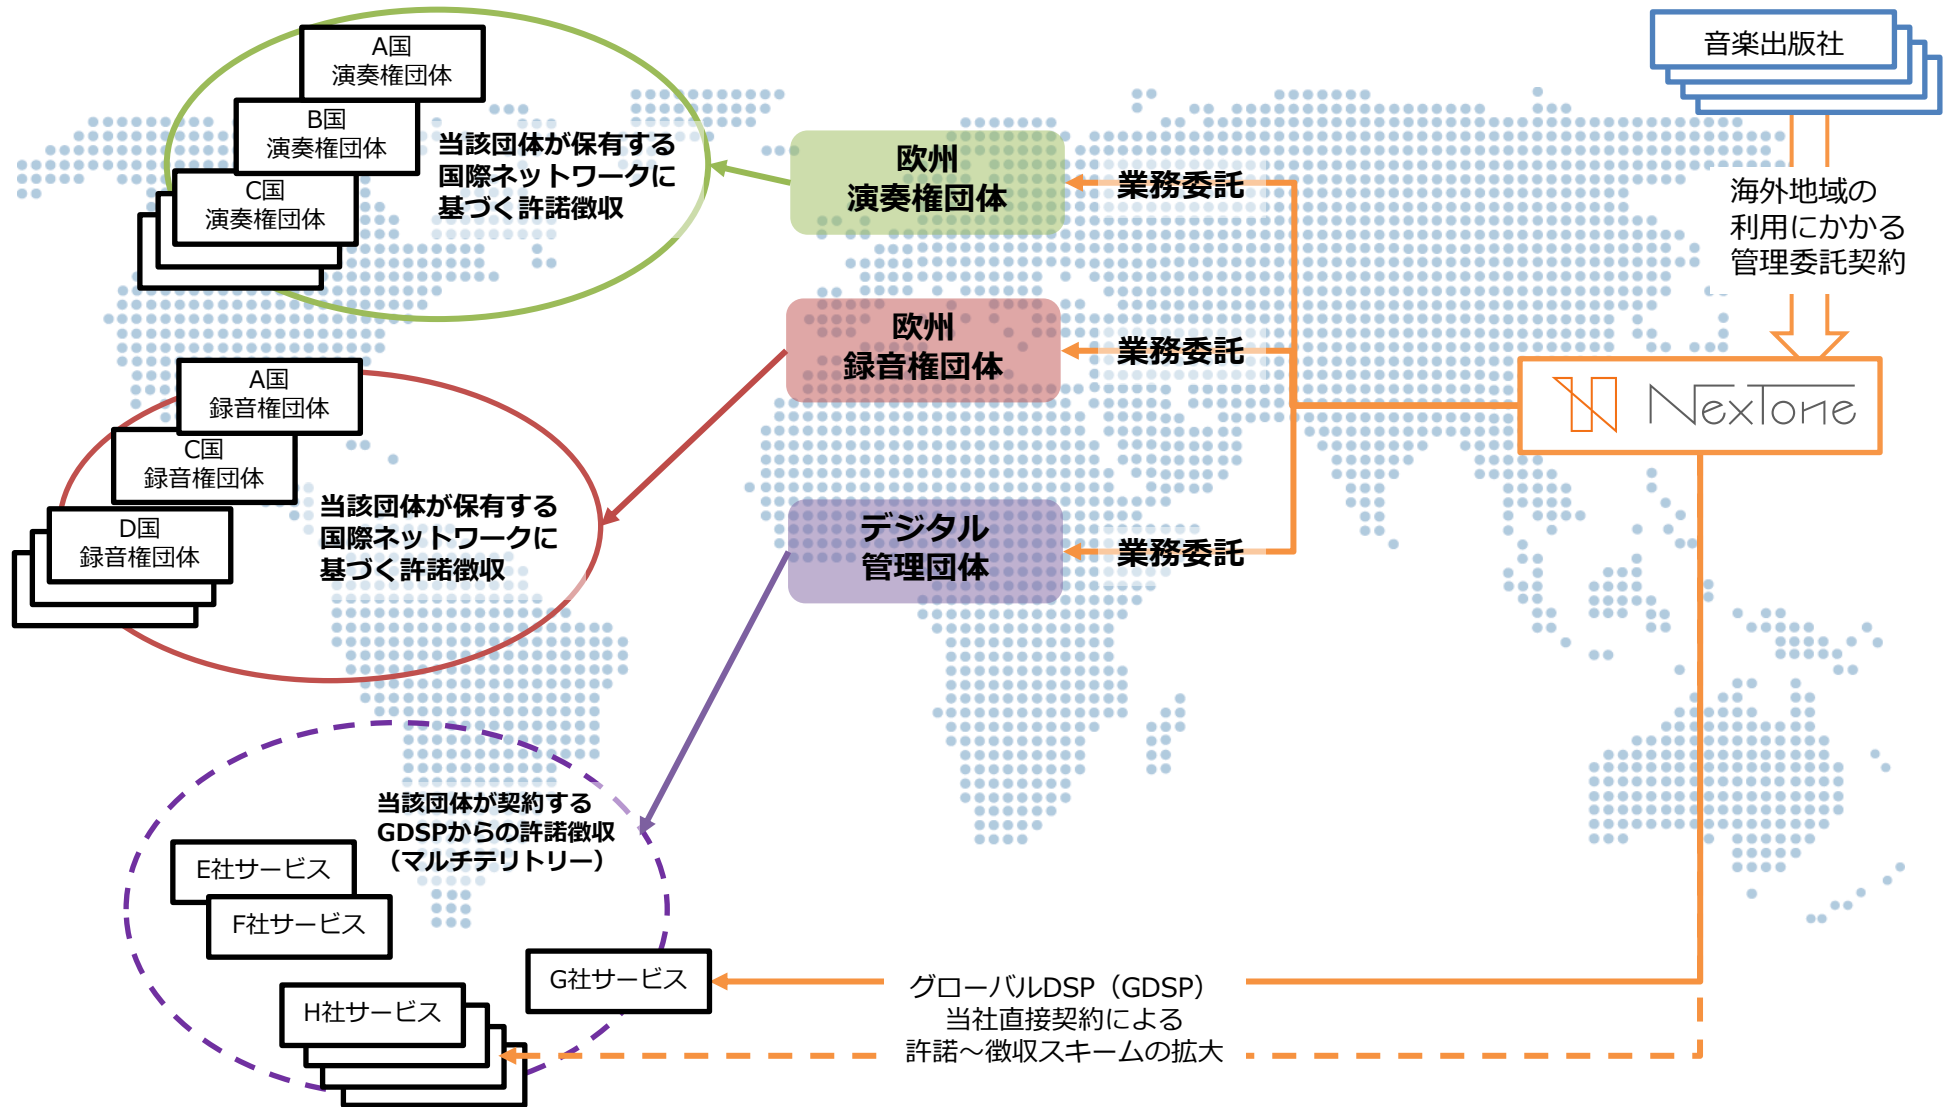 A国
演奏権団体
B国
演奏権団体
C国
演奏権団体
当該団体が保有する
国際ネットワークに
基づく許諾徴収
欧州
演奏権団体
業務委託
音楽出版社
海外地域の
利用にかかる
管理委託契約
欧州
録音権団体
業務委託
NexTone
A国
録音権団体
C国
録音権団体
D国
録音権団体
当該団体が保有する
国際ネットワークに
基づく許諾徴収
デジタル
管理団体
業務委託
当該団体が契約する
GDSPからの許諾徴収
（マルチテリトリー）
E社サービス
F社サービス
G社サービス
H社サービス
グローバルDSP（GDSP）
当社直接契約による
許諾～徴収スキームの拡大